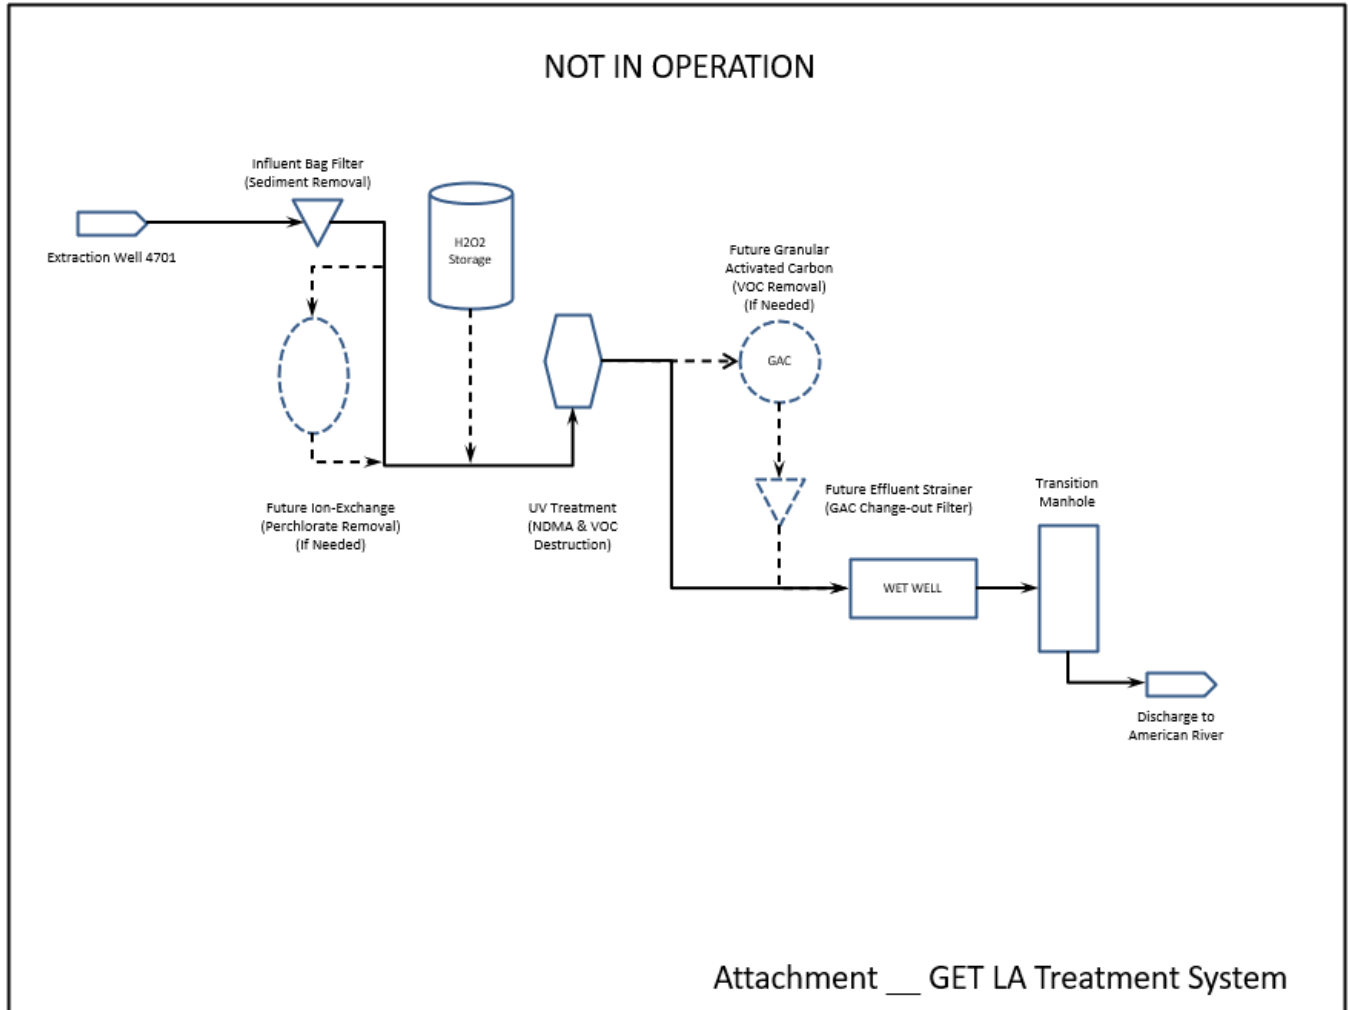 NOT IN OPERATION
Influent Bag Filter
(Sediment Removal)
Extraction Well 4701
H2O2
Storage
Future Granular
Activated Carbon
(VOC Removal)
(If Needed)
GAC
Future Ion-Exchange
(Perchlorate Removal)
(If Needed)
UV Treatment
(NDMA & VOC
Destruction)
Future Effluent Strainer
(GAC Change-out Filter)
Transition
Manhole
WET WELL
Discharge to
American River
Attachment __ GET LA Treatment System